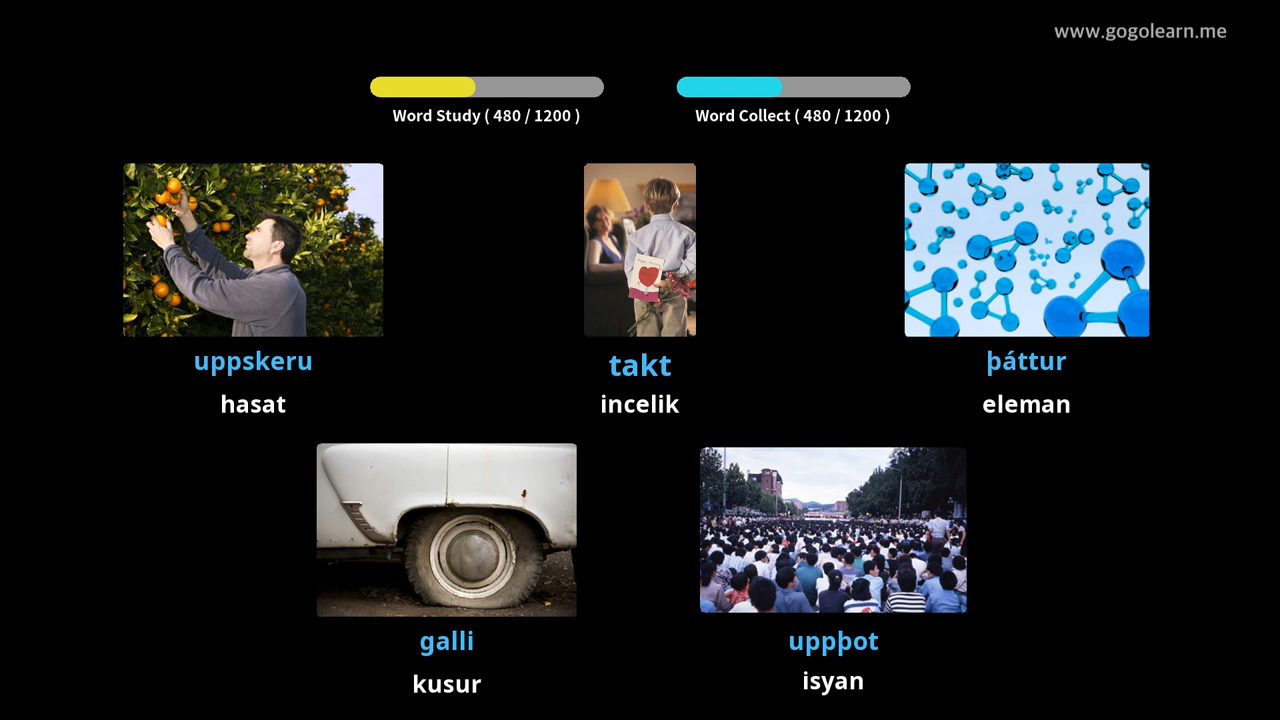 www.gogolearn.me
Word Study ( 480 / 1200 )
Word Collect ( 480 / 1200 )
uppskeru
hasat
takt
incelik
þáttur
eleman
galli
kusur
uppþot
isyan